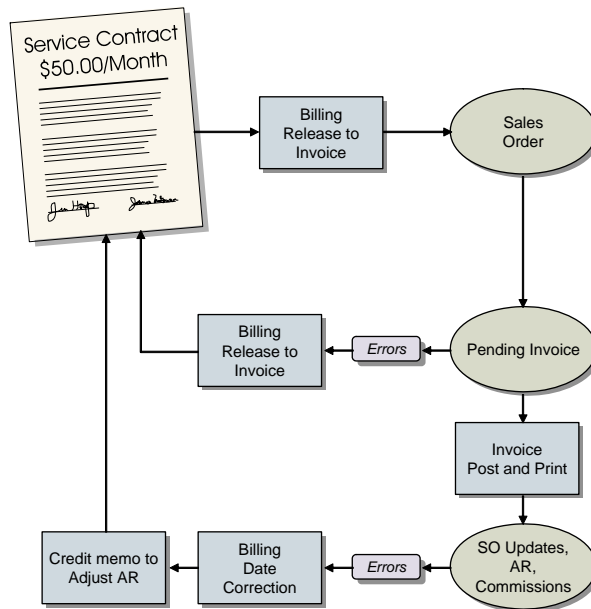 Service Contract
$50.00/Month
Billing
Release to
Invoice
Sales
Order
Billing
Release to
Invoice
Errors
Pending Invoice
Invoice
Post and Print
Credit memo to
Adjust AR
Billing
Date
Correction
Errors
SO Updates,
AR,
Commissions